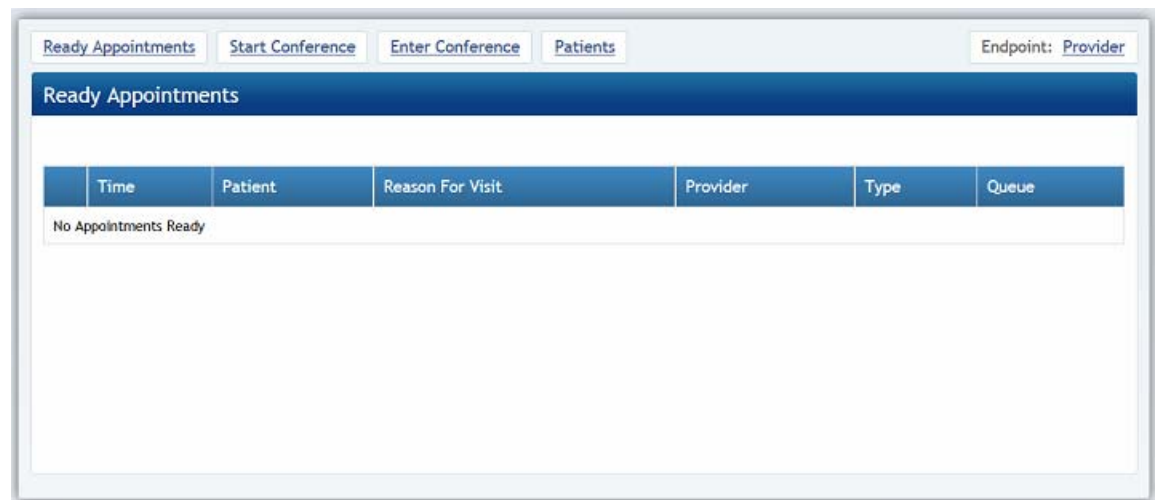 Ready Appointments Start Conference Enter Conference Patients Endpoint: Provider
Ready Appointments
Time Patient Reason For Visit Provider Type Queue
No Appointments Ready